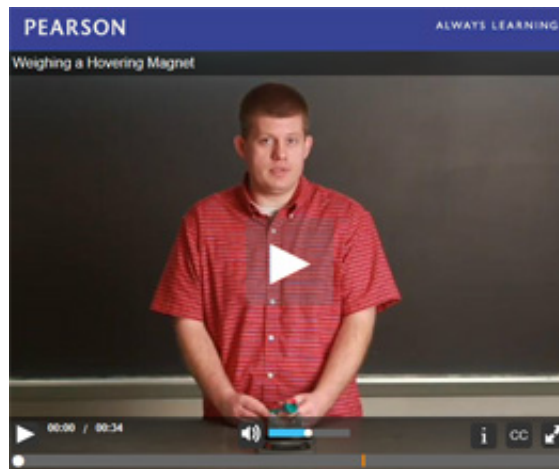 PEARSON
ALWAYS LEARNING
Weighing a Hovering Magnet
00:00 / 00:34
i
CC